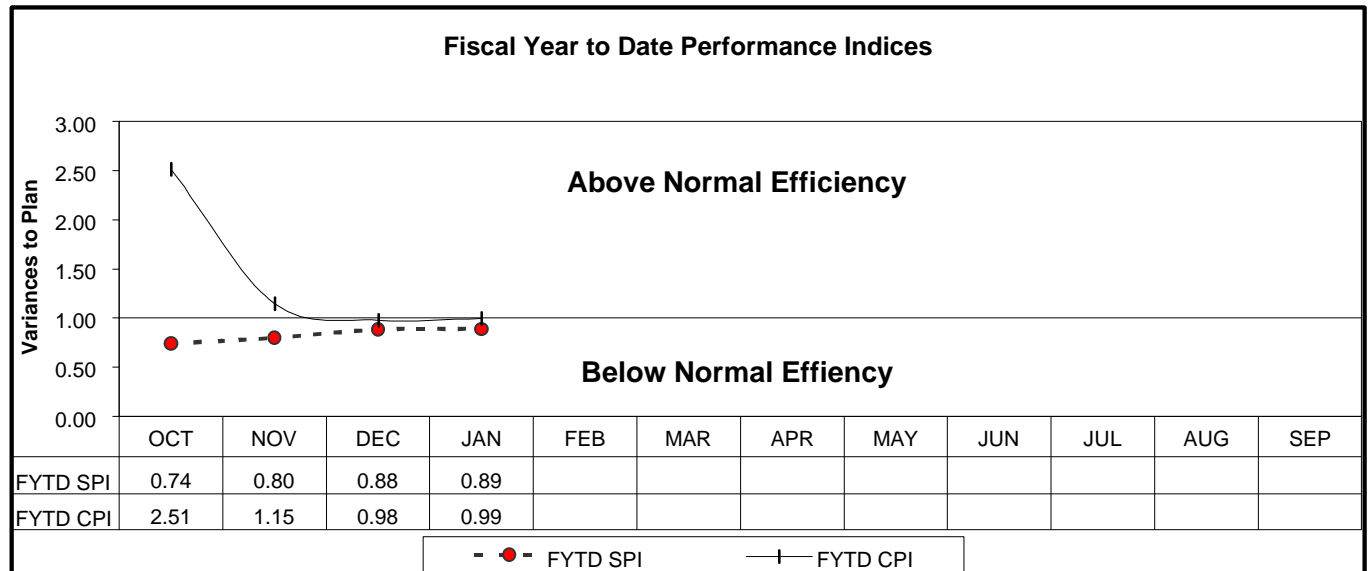 Fiscal Year to Date Performance Indices
3.00
2.50
2.00
1.50
1.00
0.50
0.00
Variances to Plan
Above Normal Efficiency
Below Normal Effiency
OCT NOV DEC JAN FEB MAR APR MAY JUN JUL AUG SEP
FYTD SPI 0.74 0.80 0.88 0.89
FYTD CPI 2.51 1.15 0.98 0.99
FYTD SPI FYTD CPI